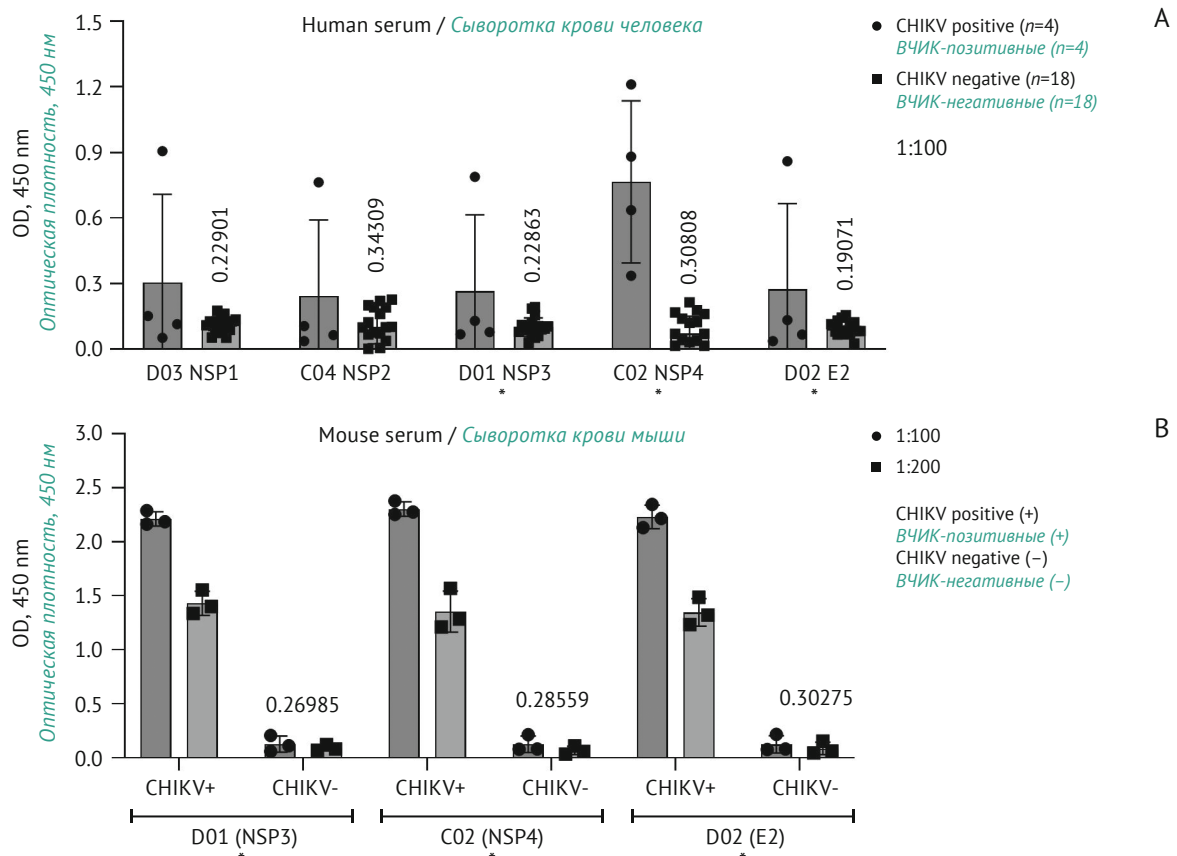 A
Human serum / Сыворотка крови человека
OD, 450 nm
Оптическая плотность, 450 нм
1.5
1.2
0.9
0.6
0.3
0.0
0.22901
0.34309
0.22863
0.30808
0.19071
D03 NSP1
C04 NSP2
D01 NSP3
*
C02 NSP4
*
D02 E2
*
CHIKV positive (n=4)
ВЧИК-позитивные (n=4)
CHIKV negative (n=18)
ВЧИК-негативные (n=18)
1:100
B
Mouse serum / Сыворотка крови мыши
OD, 450 nm
Оптическая плотность, 450 нм
3.0
2.5
2.0
1.5
1.0
0.5
0.0
0.26985
0.28559
0.30275
CHIKV+
CHIKV-
CHIKV+
CHIKV-
CHIKV+
CHIKV-
D01 (NSP3)
*
C02 (NSP4)
*
D02 (E2)
*
1:100
1:200
CHIKV positive (+)
ВЧИК-позитивные (+)
CHIKV negative (–)
ВЧИК-негативные (–)